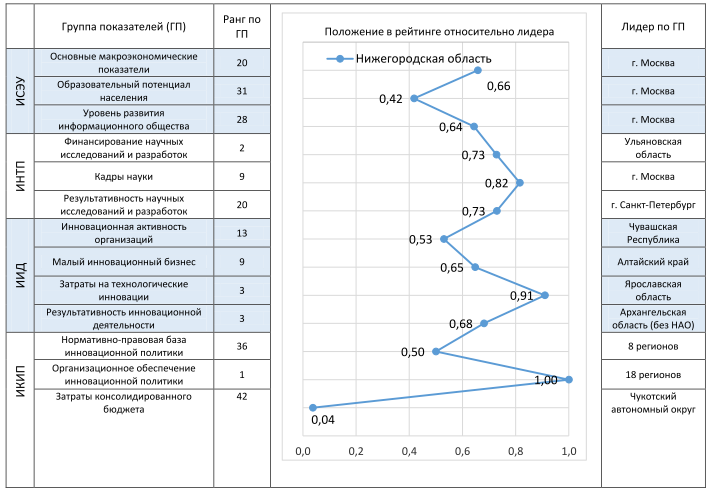 Группа показателей (ГП)
Ранг по
ГП
Положение в рейтинге относительно лидера
Лидер по ГП
Нижегородская область
ИСЭУ
Основные макроэкономические
показатели
20
0,66
г. Москва
Образовательный потенциал
населения
31
0,42
г. Москва
Уровень развития
информационного общества
28
0,64
г. Москва
ИНТП
Финансирование научных
исследований и разработок
2
0,73
Ульяновская
область
Кадры науки
9
0,82
г. Москва
Результативность научных
исследований и разработок
20
0,73
г. Санкт-Петербург
ИИД
Инновационная активность
организаций
13
0,53
Чувашская
Республика
Малый инновационный бизнес
9
0,65
Алтайский край
Затраты на технологические
инновации
3
0,91
Ярославская
область
Результативность инновационной
деятельности
3
0,68
Архангельская
область (без НАО)
ИКИП
Нормативно-правовая база
инновационной политики
36
0,50
8 регионов
Организационное обеспечение
инновационной политики
1
1,00
18 регионов
Затраты консолидированного
бюджета
42
0,04
Чукотский
автономный округ
0,0 0,2 0,4 0,6 0,8 1,0